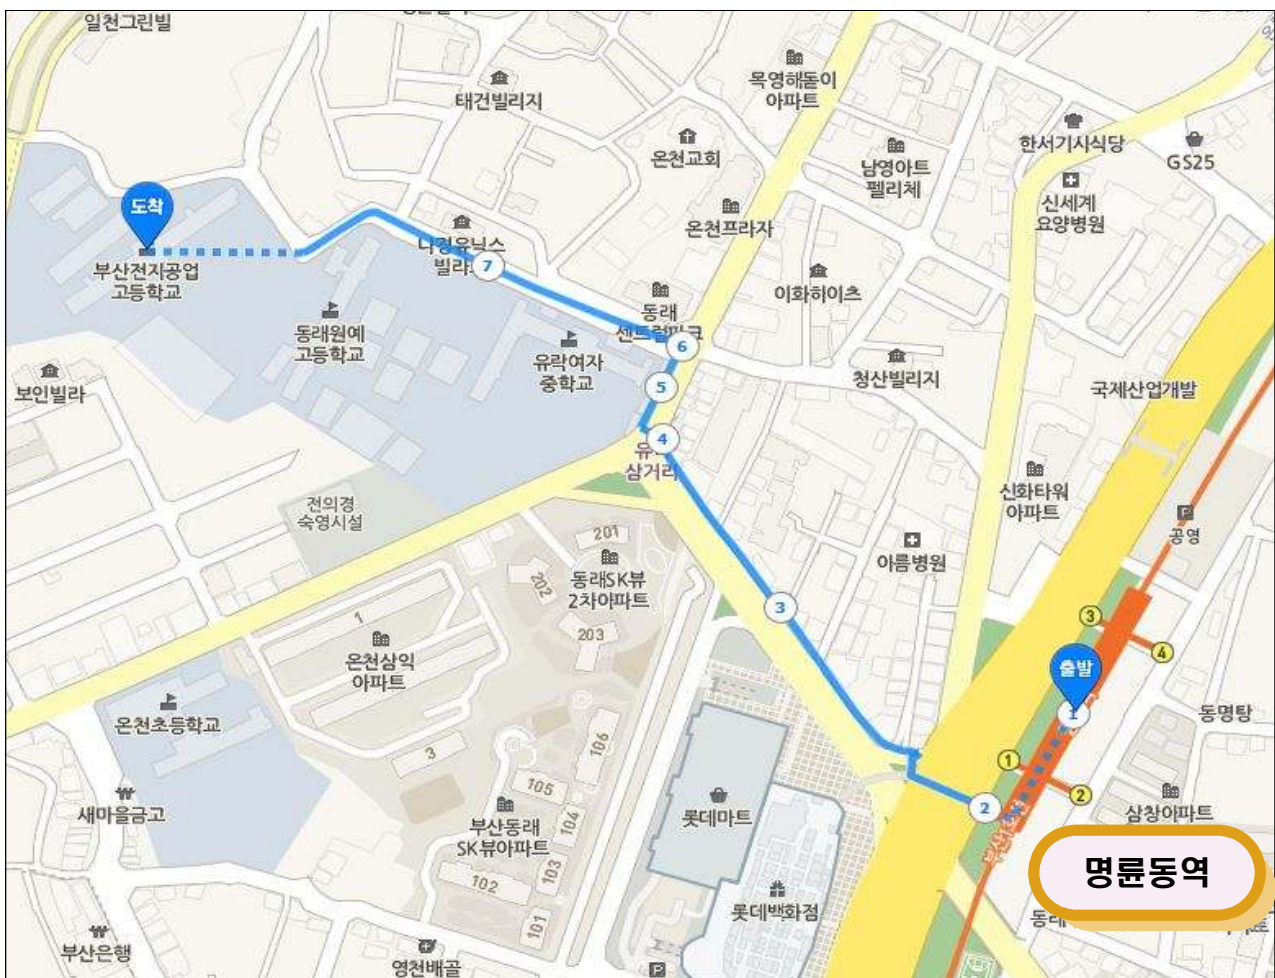 일천그린빌
목영해돋이
아파트
태건빌리지
한서기시식당
GS25
온천교회
남영아트
펠리체
신세계
요양병원
도착
온천프라자
부산전자공업
고등학교
7
이화히이츠
동래
동래원예
고등학교
유락여자
중학교
6
5
청산빌리지
국제산업개발
보인빌라
4
삼거리
신화타워
아파트
전의경
숙영시설
P
공영
201
아름병원
동래SK뷰
2차아파트
202
3
1
203
3
4
온천삼익
아파트
출발
1
온천초등학교
동명탕
106
3
1
2
105
2
새마을금고
롯데마트
삼창아파트
부산동래
SK뷰아파트
104
103
102
명륜동역
롯데백화점
101
부산은행
영천배골
P